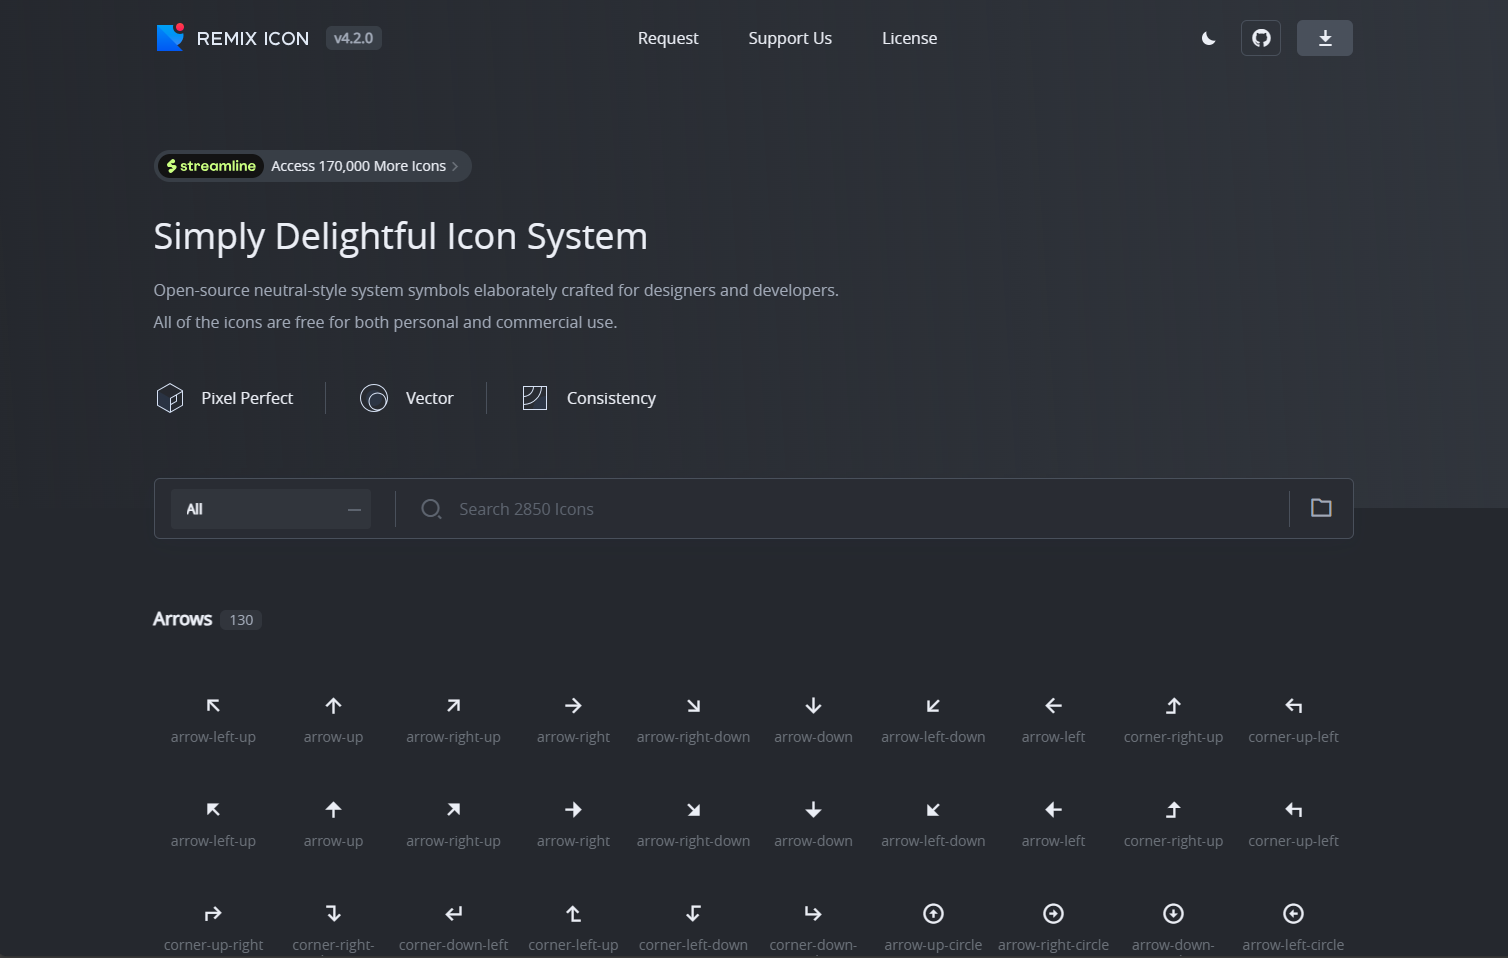 REMIX ICON v4.2.0 Request Support Us License
streamline Access 170,000 More Icons
Simply Delightful Icon System
Open-source neutral-style system symbols elaborately crafted for designers and developers.
All of the icons are free for both personal and commercial use.
Pixel Perfect Vector Consistency
All Search 2850 Icons
Arrows 130
arrow-left-up arrow-up arrow-right-up arrow-right arrow-right-down arrow-down arrow-left-down arrow-left corner-right-up corner-up-left
arrow-left-up arrow-up arrow-right-up arrow-right arrow-right-down arrow-down arrow-left-down arrow-left corner-right-up corner-up-left
corner-up-right corner-right- corner-down-left corner-left-up corner-left-down corner-down- arrow-up-circle arrow-right-circle arrow-down- arrow-left-circle